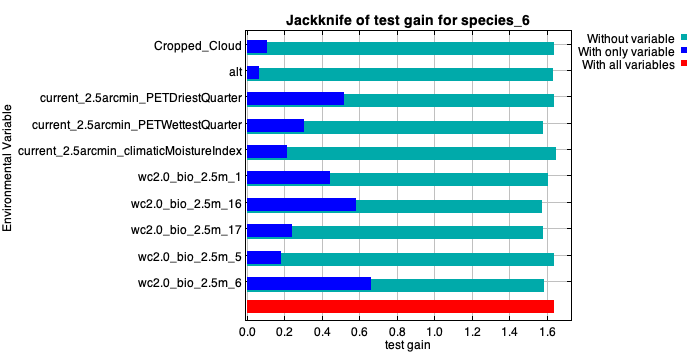 Jackknife of test gain for species_6
Without variable
With only variable
With all variables
Environmental Variable
Cropped_Cloud
alt
current_2.5arcmin_PETDriestQuarter
current_2.5arcmin_PETWettestQuarter
current_2.5arcmin_climaticMoistureIndex
wc2.0_bio_2.5m_1
wc2.0_bio_2.5m_16
wc2.0_bio_2.5m_17
wc2.0_bio_2.5m_5
wc2.0_bio_2.5m_6
0.0 0.2 0.4 0.6 0.8 1.0 1.2 1.4 1.6
test gain